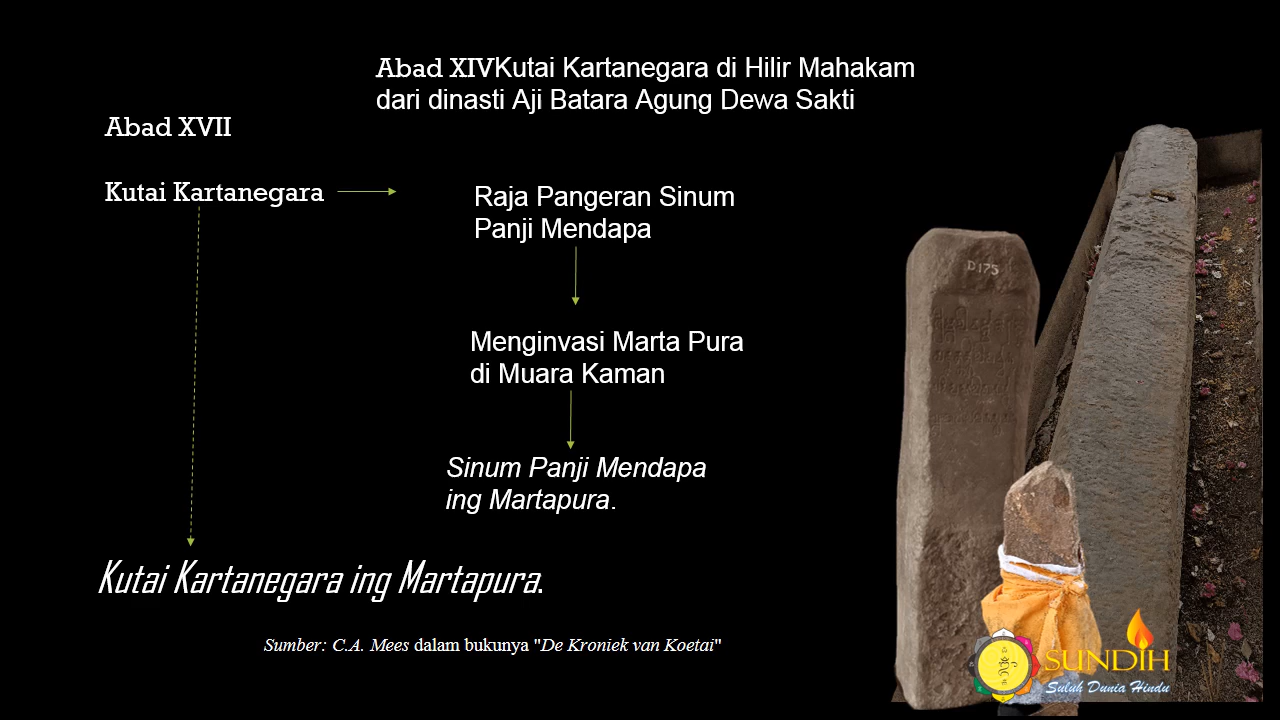 Abad XIVKutai Kartanegara di Hilir Mahakam
dari dinasti Aji Batara Agung Dewa Sakti
Abad XVII
Kutai Kartanegara
Raja Pangeran Sinum
Panji Mendapa
Menginvasi Marta Pura
di Muara Kaman
Sinum Panji Mendapa
ing Martapura.
Kutai Kartanegara ing Martapura.
Sumber: C.A. Mees dalam bukunya "De Kroniek van Koetai"
D175
SUNDIH
Suluh Dunia Hindu